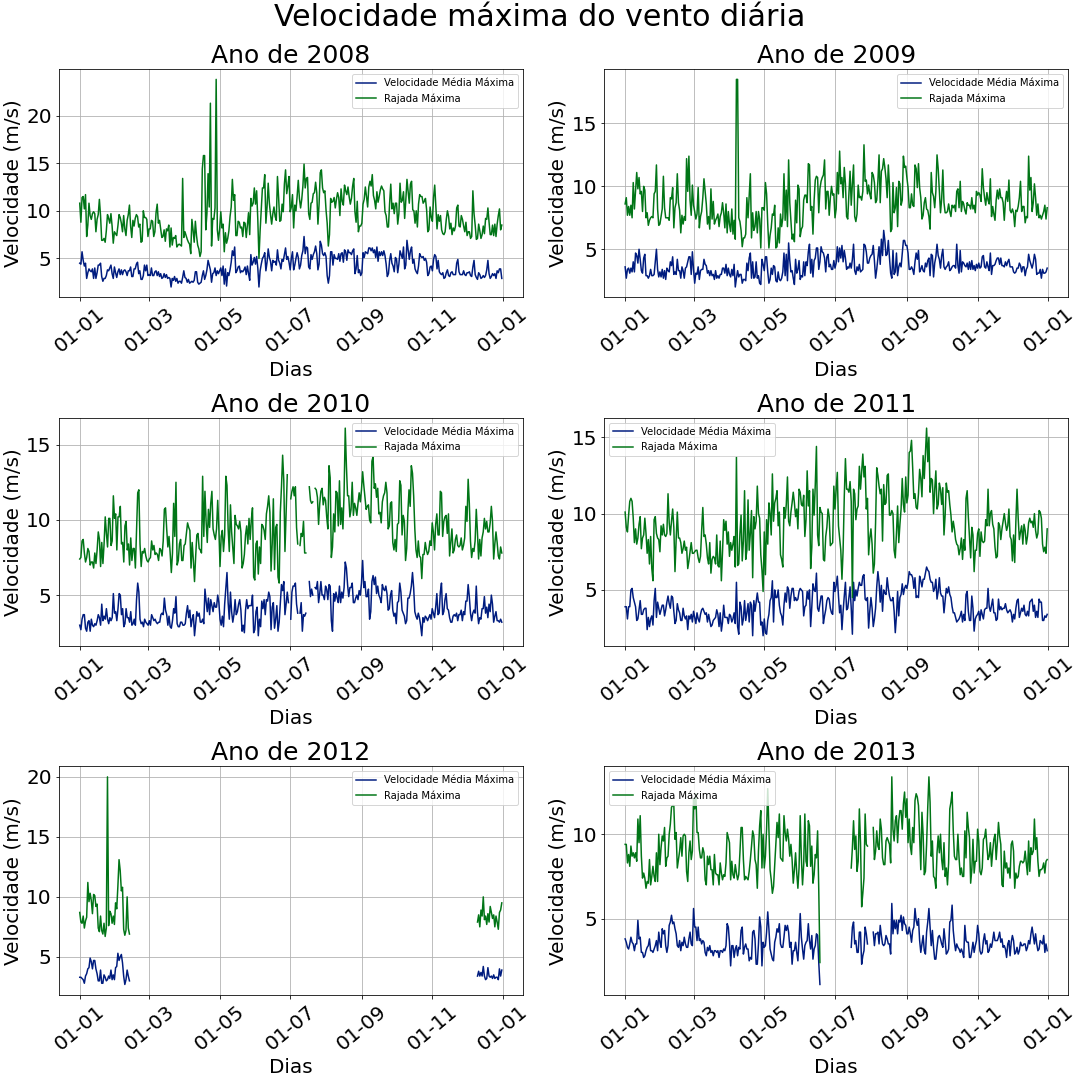 Velocidade máxima do vento diária
Ano de 2008
Velocidade Média Máxima
Rajada Máxima
Velocidade (m/s)
20
15
10
5
01-01 01-03 01-05 01-07 01-09 01-11 01-01
Dias
Ano de 2009
Velocidade Média Máxima
Rajada Máxima
Velocidade (m/s)
15
10
5
01-01 01-03 01-05 01-07 01-09 01-11 01-01
Dias
Ano de 2010
Velocidade Média Máxima
Rajada Máxima
Velocidade (m/s)
15
10
5
01-01 01-03 01-05 01-07 01-09 01-11 01-01
Dias
Ano de 2011
Velocidade Média Máxima
Rajada Máxima
Velocidade (m/s)
15
10
5
01-01 01-03 01-05 01-07 01-09 01-11 01-01
Dias
Ano de 2012
Velocidade Média Máxima
Rajada Máxima
Velocidade (m/s)
20
15
10
5
01-01 01-03 01-05 01-07 01-09 01-11 01-01
Dias
Ano de 2013
Velocidade Média Máxima
Rajada Máxima
Velocidade (m/s)
10
5
01-01 01-03 01-05 01-07 01-09 01-11 01-01
Dias